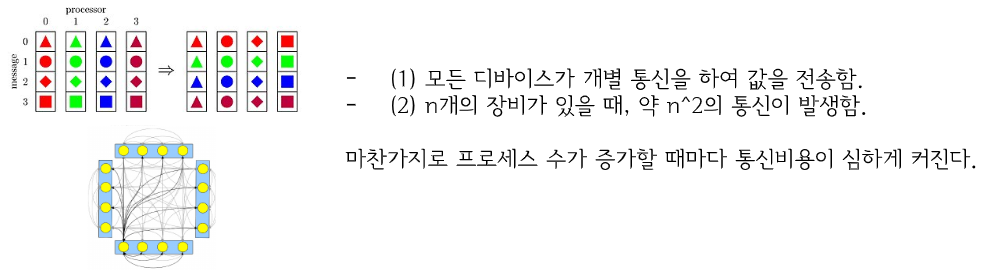 processor
0 1 2 3
message
0
1
2
3
⇒
- (1) 모든 디바이스가 개별 통신을 하여 값을 전송함.
- (2) n개의 장비가 있을 때, 약 n^2의 통신이 발생함.
마찬가지로 프로세스 수가 증가할 때마다 통신비용이 심하게 커진다.